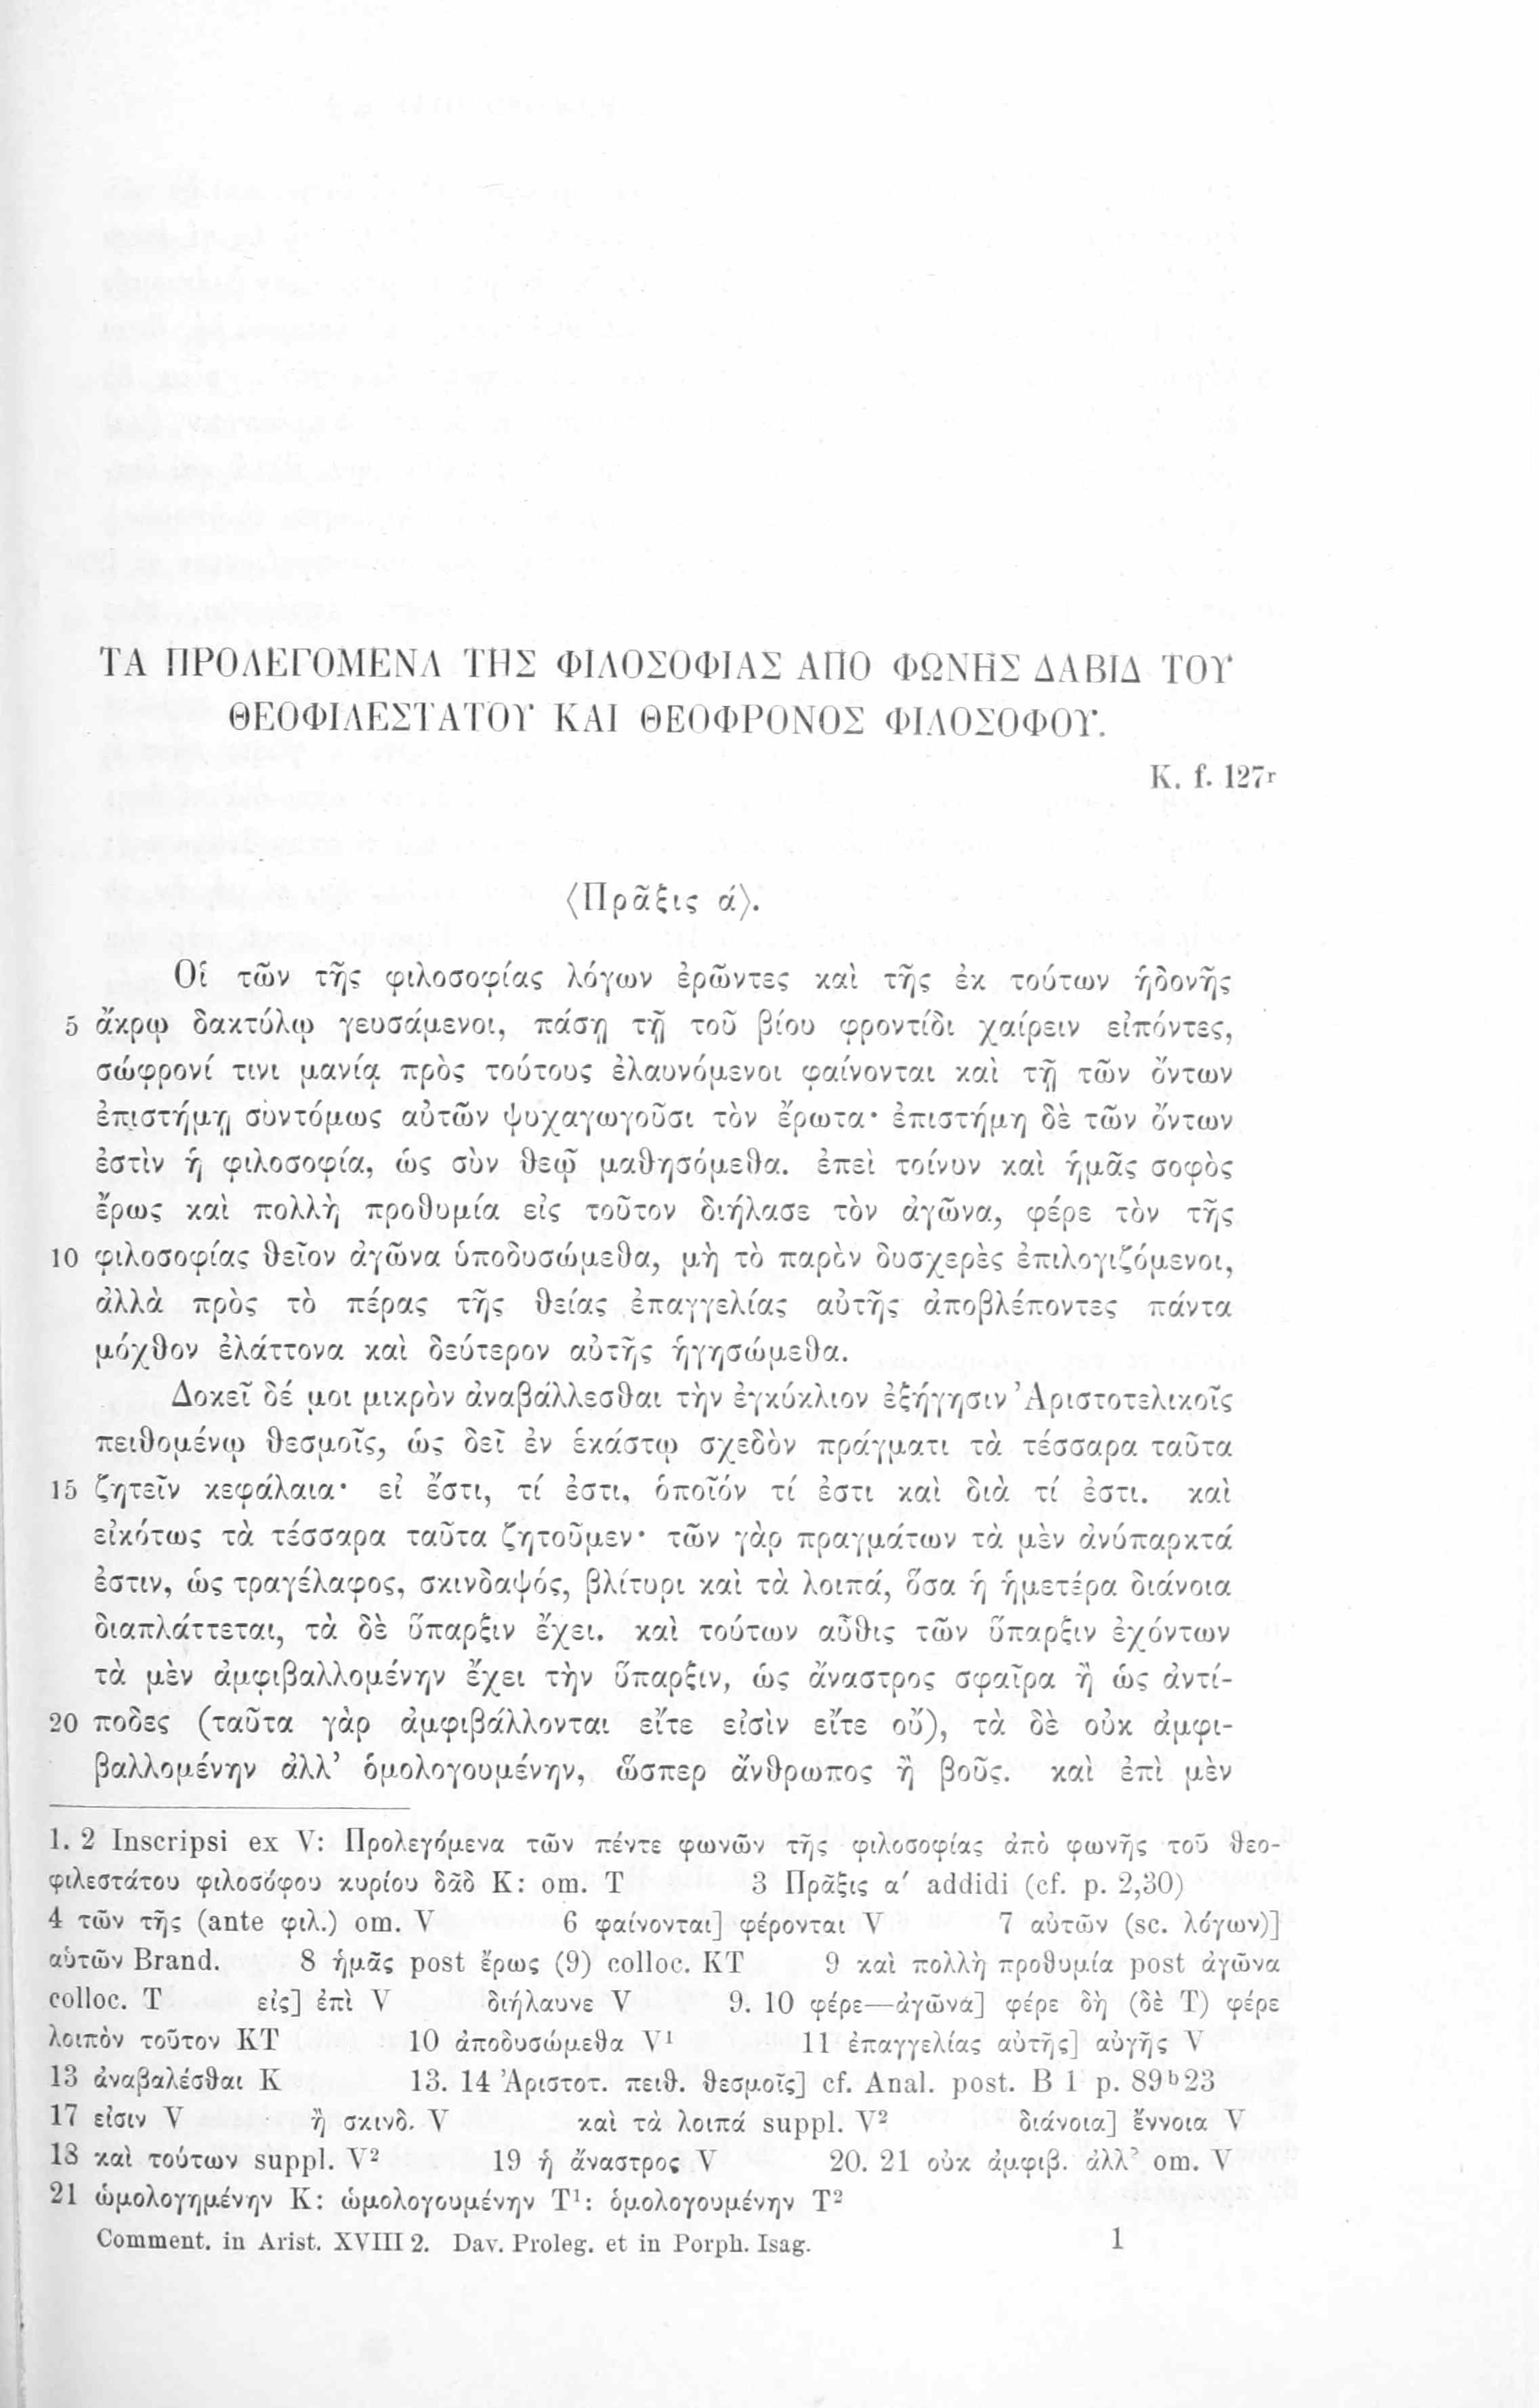 ΤΑ ΠΡΟΛΕΓΟΜΕΝΑ ΤΗΣ ΦΙΛΟΣΟΦΙΑΣ ΑΠΟ ΦΩΝΗΣ ΔΑΒΙΔ ΤΟΥ
ΘΕΟΦΙΛΕΣΤΑΤΟΥ ΚΑΙ ΘΕΟΦΡΟΝΟΣ ΦΙΛΟΣΟΦΟΥ.
K. f. 127r
〈Πρᾶξις ά〉.
Οἱ τῶν τῆς φιλοσοφίας λόγων ἐρῶντες καὶ τῆς ἐκ τούτων ἡδονῆς
5 ἄκρῳ δακτύλῳ γευσάμενοι, πάσῃ τῇ τοῦ βίου φροντίδι χαίρειν εἰπόντες,
σώφρονί τινι μανίᾳ πρὸς τούτους ἐλαυνόμενοι φαίνονται καὶ τῇ τῶν ὄντων
ἐπιστήμῃ συντόμως αὐτῶν ψυχαγωγοῦσι τὸν ἔρωτα· ἐπιστήμη δὲ τῶν ὄντων
ἐστὶν ἡ φιλοσοφία, ὡς σὺν θεῷ μαθησόμεθα. ἐπεὶ τοίνυν καὶ ἡμᾶς σοφὸς
ἔρως καὶ πολλὴ προθυμία εἰς τοῦτον διήλασε τὸν ἀγῶνα, φέρε τὸν τῆς
10 φιλοσοφίας θεῖον ἀγῶνα ὑποδυσώμεθα, μὴ τὸ παρὸν δυσχερὲς ἐπιλογιζόμενοι,
ἀλλὰ πρὸς τὸ πέρας τῆς θείας ἐπαγγελίας αὐτῆς ἀποβλέποντες πάντα
μόχθον ἐλάττονα καὶ δεύτερον αὐτῆς ἡγησώμεθα.
Δοκεῖ δέ μοι μικρὸν ἀναβάλλεσθαι τὴν ἐγκύκλιον ἐξήγησιν Ἀριστοτελικοῖς
πειθομένῳ θεσμοῖς, ὡς δεῖ ἐν ἑκάστῳ σχεδὸν πράγματι τὰ τέσσαρα ταῦτα
15 ζητεῖν κεφάλαια· εἰ ἔστι, τί ἐστι, ὁποῖόν τί ἐστι καὶ διὰ τί ἐστι. καὶ
εἰκότως τὰ τέσσαρα ταῦτα ζητοῦμεν· τῶν γὰρ πραγμάτων τὰ μὲν ἀνύπαρκτά
ἐστιν, ὡς τραγέλαφος, σκινδαψός, βλίτυρι καὶ τὰ λοιπά, ὅσα ἡ ἡμετέρα διάνοια
διαπλάττεται, τὰ δὲ ὕπαρξιν ἔχει. καὶ τούτων αὖθις τῶν ὕπαρξιν ἐχόντων
τὰ μὲν ἀμφιβαλλομένην ἔχει τὴν ὕπαρξιν, ὡς ἄναστρος σφαῖρα ἢ ὡς ἀντί-
20 ποδες (ταῦτα γὰρ ἀμφιβάλλονται εἴτε εἰσὶν εἴτε οὔ), τὰ δὲ οὐκ ἀμφι-
βαλλομένην ἀλλ’ ὁμολογουμένην, ὥσπερ ἄνθρωπος ἢ βοῦς. καὶ ἐπὶ μὲν
1. 2 Inscripsi ex V: Προλεγόμενα τῶν πέντε φωνῶν τῆς φιλοσοφίας ἀπὸ φωνῆς τοῦ θεο-
φιλεστάτου φιλοσόφου κυρίου δᾶδ K: om. T 3 Πρᾶξις α′ addidi (cf. p. 2,30)
4 τῶν τῆς (ante φιλ.) om. V 6 φαίνονται] φέρονται V 7 αὐτῶν (sc. λόγων)]
αὑτῶν Brand. 8 ἡμᾶς post ἔρως (9) colloc. KT 9 καὶ πολλὴ προθυμία post ἀγῶνα
colloc. T εἰς] ἐπὶ V διήλαυνε V 9. 10 φέρε—ἀγῶνα] φέρε δὴ (δὲ T) φέρε
λοιπὸν τοῦτον KT 10 ἀποδυσώμεθα V¹ 11 ἐπαγγελίας αὐτῆς] αὐγῆς V
13 ἀναβαλέσθαι K 13. 14 Ἀριστοτ. πειθ. θεσμοῖς] cf. Anal. post. B 1 p. 89ᵇ23
17 εἰσιν V ἢ σκινδ. V καὶ τὰ λοιπά suppl. V² διάνοια] ἔννοια V
18 καὶ τούτων suppl. V² 19 ἡ ἄναστρος V 20. 21 οὐκ ἀμφιβ. ἀλλ’ om. V
21 ὡμολογημένην K: ὡμολογουμένην T¹: ὁμολογουμένην T²
Comment. in Arist. XVIII 2. Dav. Proleg. et in Porph. Isag. 1